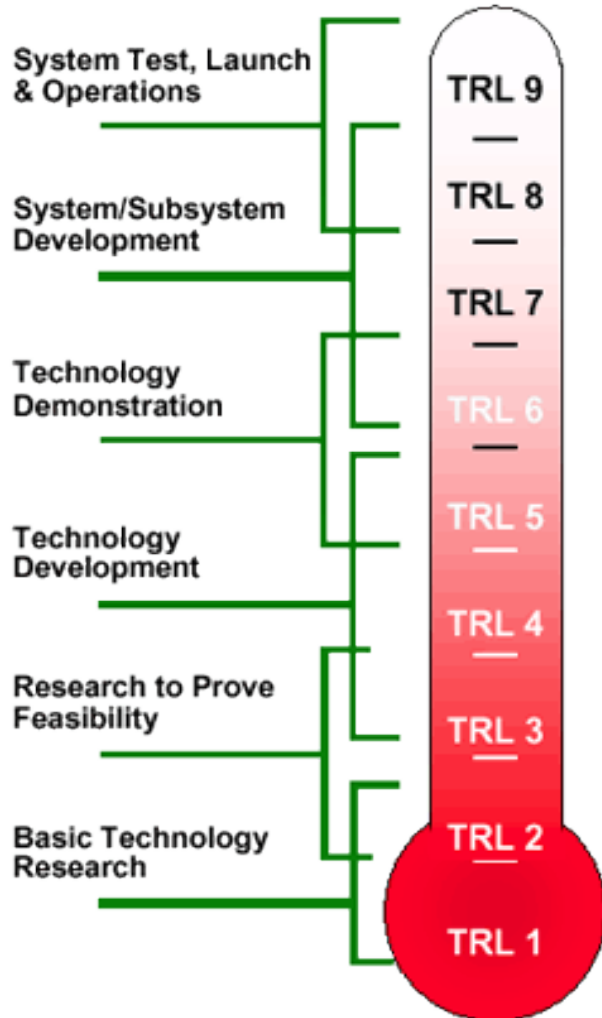 System Test, Launch
& Operations
System/Subsystem
Development
Technology
Demonstration
Technology
Development
Research to Prove
Feasibility
Basic Technology
Research
TRL 9
TRL 8
TRL 7
TRL 6
TRL 5
TRL 4
TRL 3
TRL 2
TRL 1